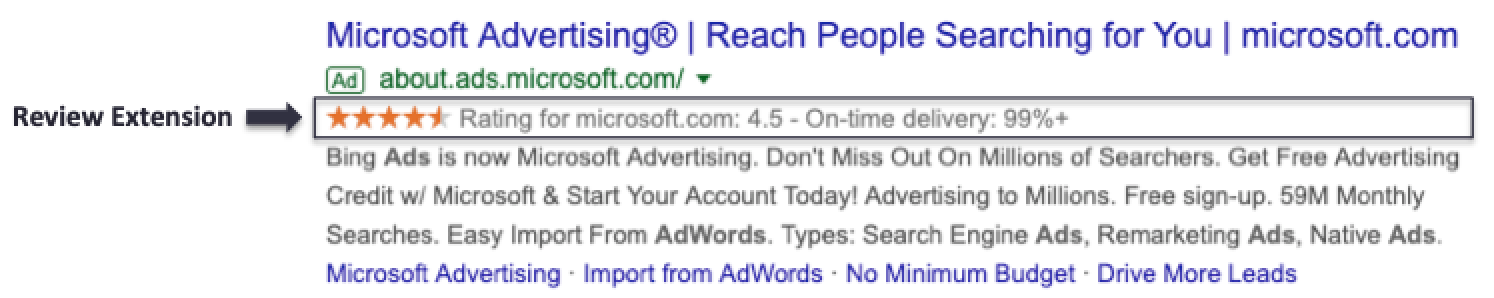 Microsoft Advertising® | Reach People Searching for You | microsoft.com
Ad about.ads.microsoft.com/
Review Extension
Rating for microsoft.com: 4.5 - On-time delivery: 99%+
Bing Ads is now Microsoft Advertising. Don't Miss Out On Millions of Searchers. Get Free Advertising
Credit w/ Microsoft & Start Your Account Today! Advertising to Millions. Free sign-up. 59M Monthly
Searches. Easy Import From AdWords. Types: Search Engine Ads, Remarketing Ads, Native Ads.
Microsoft Advertising · Import from AdWords · No Minimum Budget · Drive More Leads